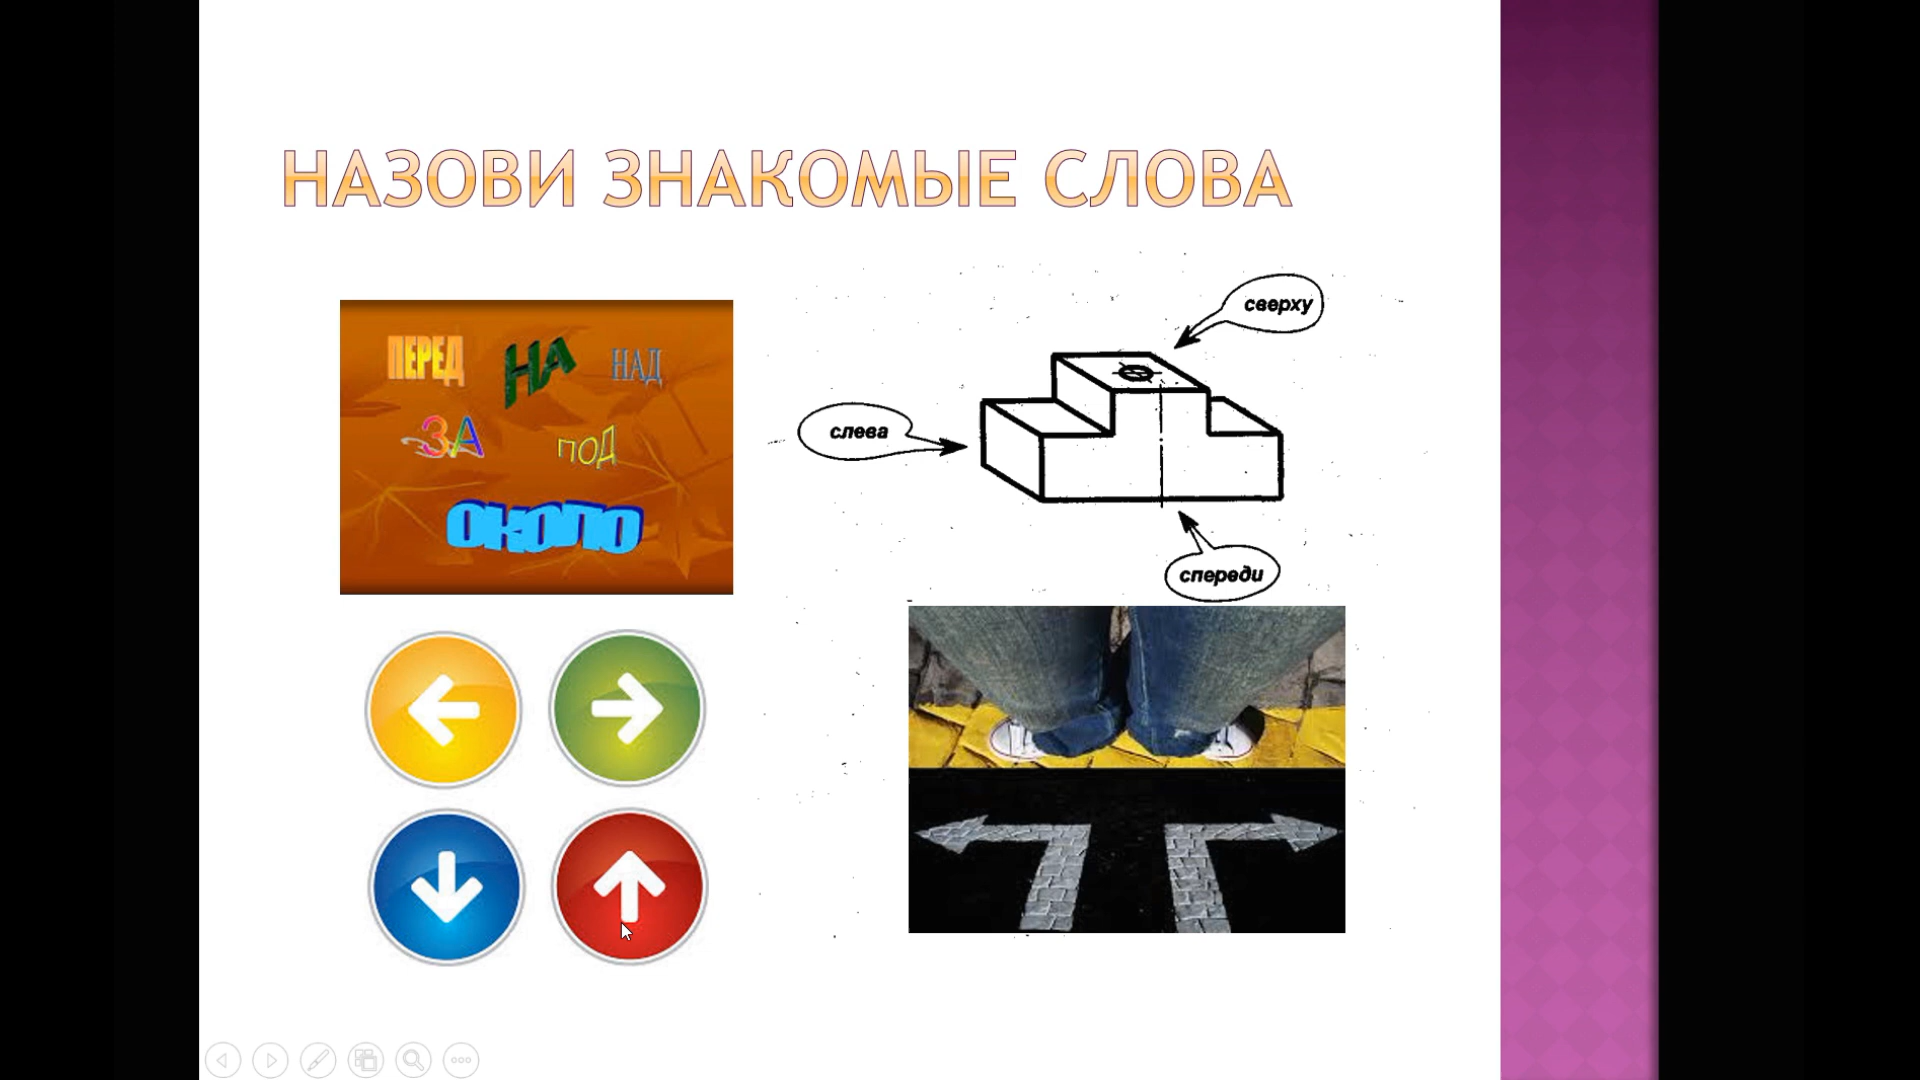 НАЗОВИ ЗНАКОМЫЕ СЛОВА
ПЕРЕД НА НАД
ЗА ПОД
ОКОЛО
сверху
слева
спереди